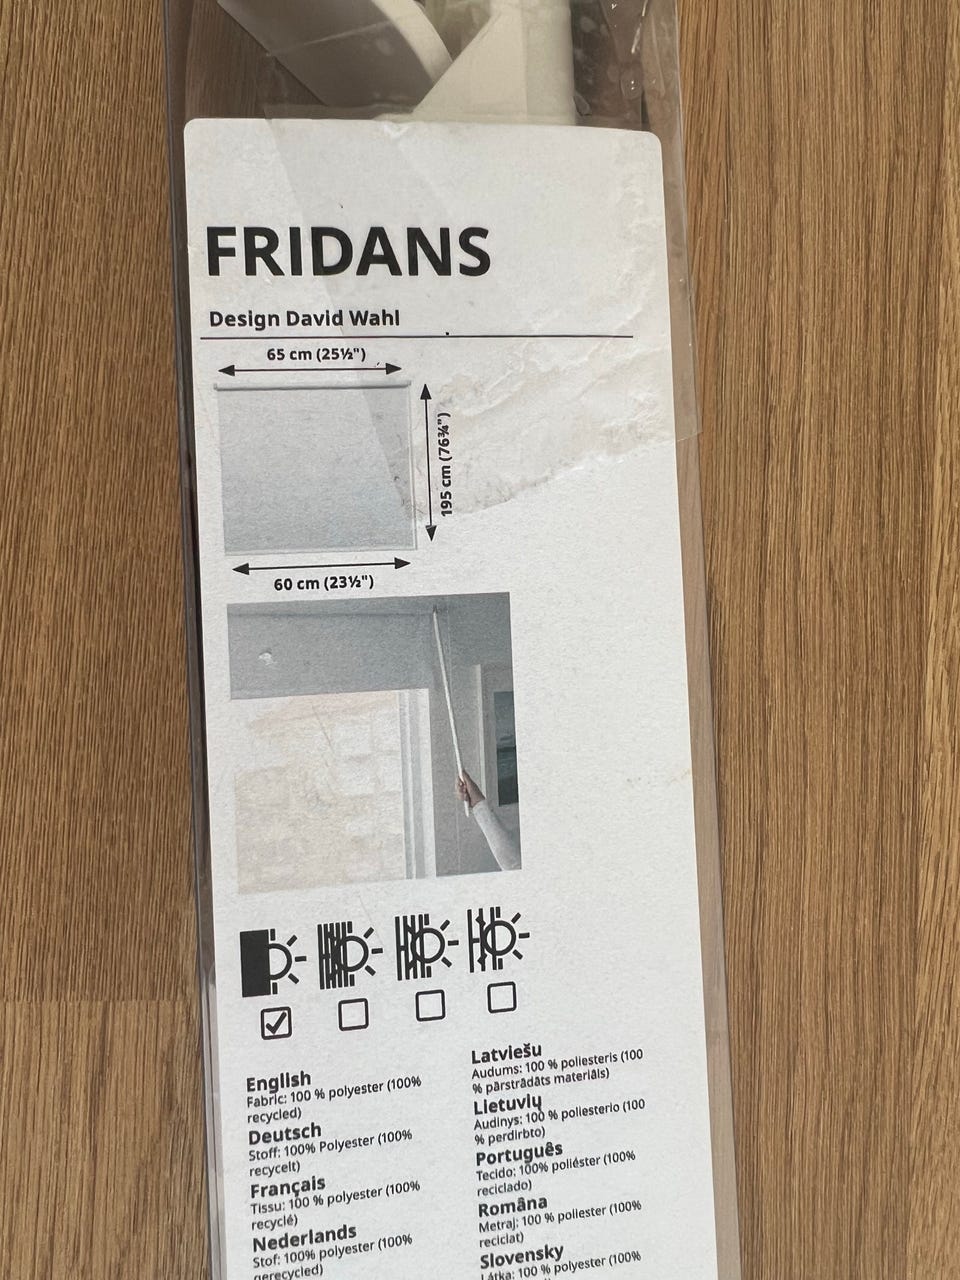 FRIDANS
Design David Wahl
65 cm (25½")
195 cm (76¾")
60 cm (23½")
English
Fabric: 100 % polyester (100%
recycled)
Deutsch
Stoff: 100% Polyester (100%
recycelt)
Français
Tissu: 100 % polyester (100%
recyclé)
Nederlands
Stof: 100% polyester (100%
gerecycled)
Latviešu
Audums: 100 % poliesteris (100
% pārstrādāts materiāls)
Lietuvių
Audinys: 100 % poliesterio (100
% perdirbto)
Português
Tecido: 100% poliéster (100%
reciclado)
Româna
Metraj: 100 % poliester (100%
reciclat)
Slovensky
Látka: 100 % polyester (100%